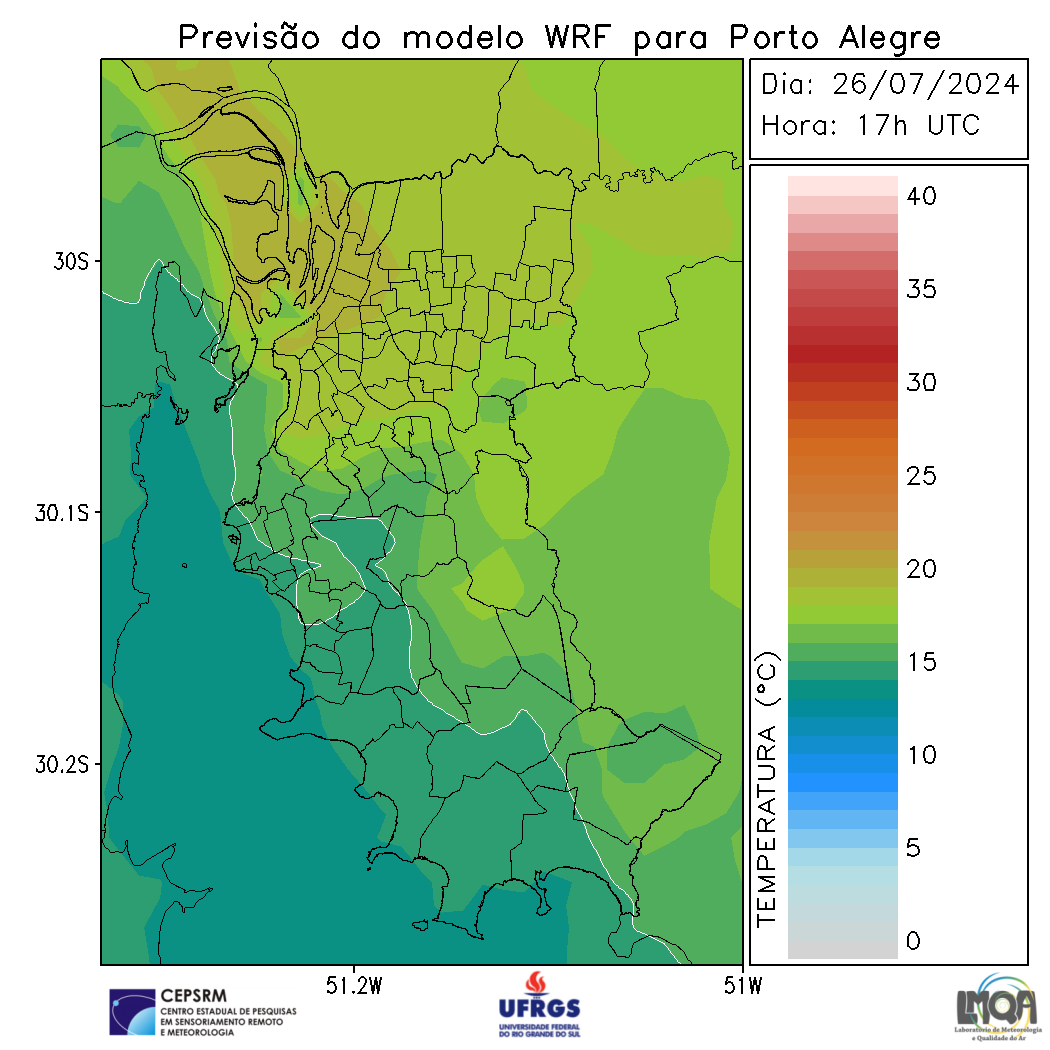 Previsão do modelo WRF para Porto Alegre
Dia: 26/07/2024
Hora: 17h UTC
40
35
30
25
20
15
10
5
0
TEMPERATURA (°C)
30S
30.1S
30.2S
51.2W
51W
CEPSRM
CENTRO ESTADUAL DE PESQUISAS
EM SENSORIAMENTO REMOTO
E METEOROLOGIA
UFRGS
UNIVERSIDADE FEDERAL
DO RIO GRANDE DO SUL
LMQA
Laboratório de Meteorologia
e Qualidade do Ar